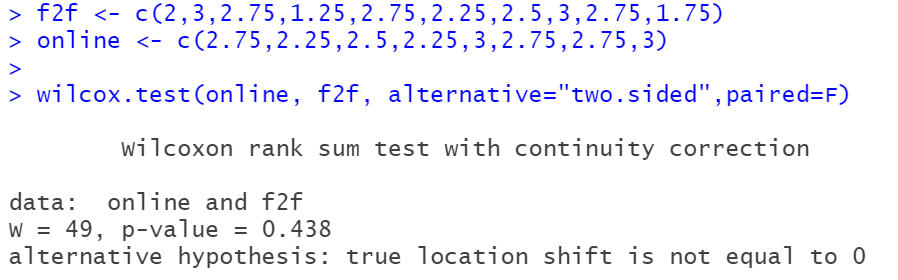 > f2f <- c(2,3,2.75,1.25,2.75,2.25,2.5,3,2.75,1.75)
> online <- c(2.75,2.25,2.5,2.25,3,2.75,2.75,3)
>
> wilcox.test(online, f2f, alternative="two.sided",paired=F)
Wilcoxon rank sum test with continuity correction
data:  online and f2f
W = 49, p-value = 0.438
alternative hypothesis: true location shift is not equal to 0